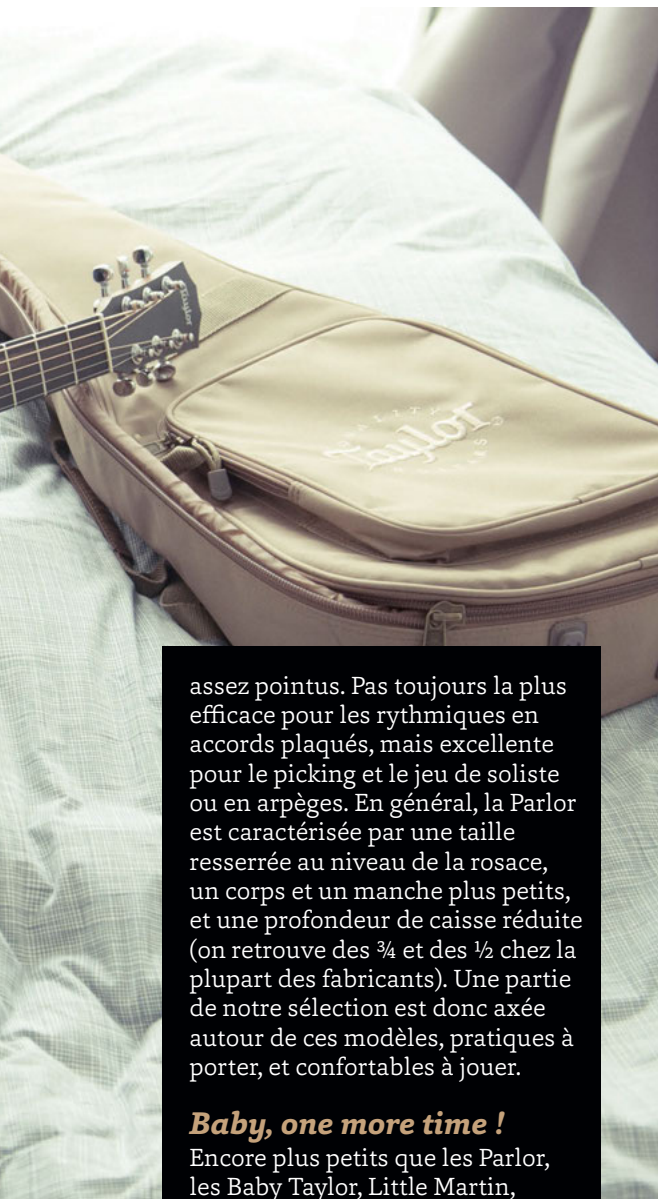 Taylor
Taylor
assez pointus. Pas toujours la plus
efficace pour les rythmiques en
accords plaqués, mais excellente
pour le picking et le jeu de soliste
ou en arpèges. En général, la Parlor
est caractérisée par une taille
resserrée au niveau de la rosace,
un corps et un manche plus petits,
et une profondeur de caisse réduite
(on retrouve des ¾ et des ½ chez la
plupart des fabricants). Une partie
de notre sélection est donc axée
autour de ces modèles, pratiques à
porter, et confortables à jouer.
Baby, one more time !
Encore plus petits que les Parlor,
les Baby Taylor, Little Martin,